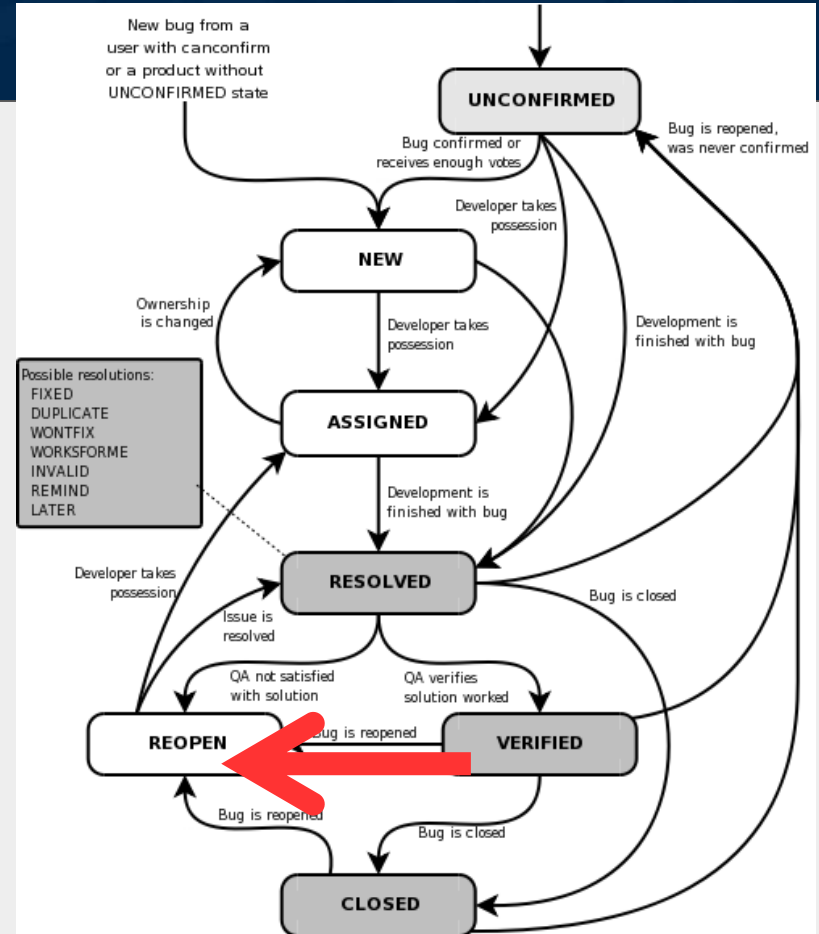 New bug from a
user with canconfirm
or a product without
UNCONFIRMED state
UNCONFIRMED
Bug is reopened,
was never confirmed
Bug confirmed or
receives enough votes
Developer takes
possession
NEW
Ownership
is changed
Developer takes
possession
Development is
finished with bug
Possible resolutions:
FIXED
DUPLICATE
WONTFIX
WORKSFORME
INVALID
REMIND
LATER
ASSIGNED
Development is
finished with bug
RESOLVED
Developer takes
possession
Bug is closed
Issue is
resolved
QA not satisfied
with solution
QA verifies
solution worked
REOPEN
Bug is reopened
VERIFIED
Bug is reopened
Bug is closed
CLOSED